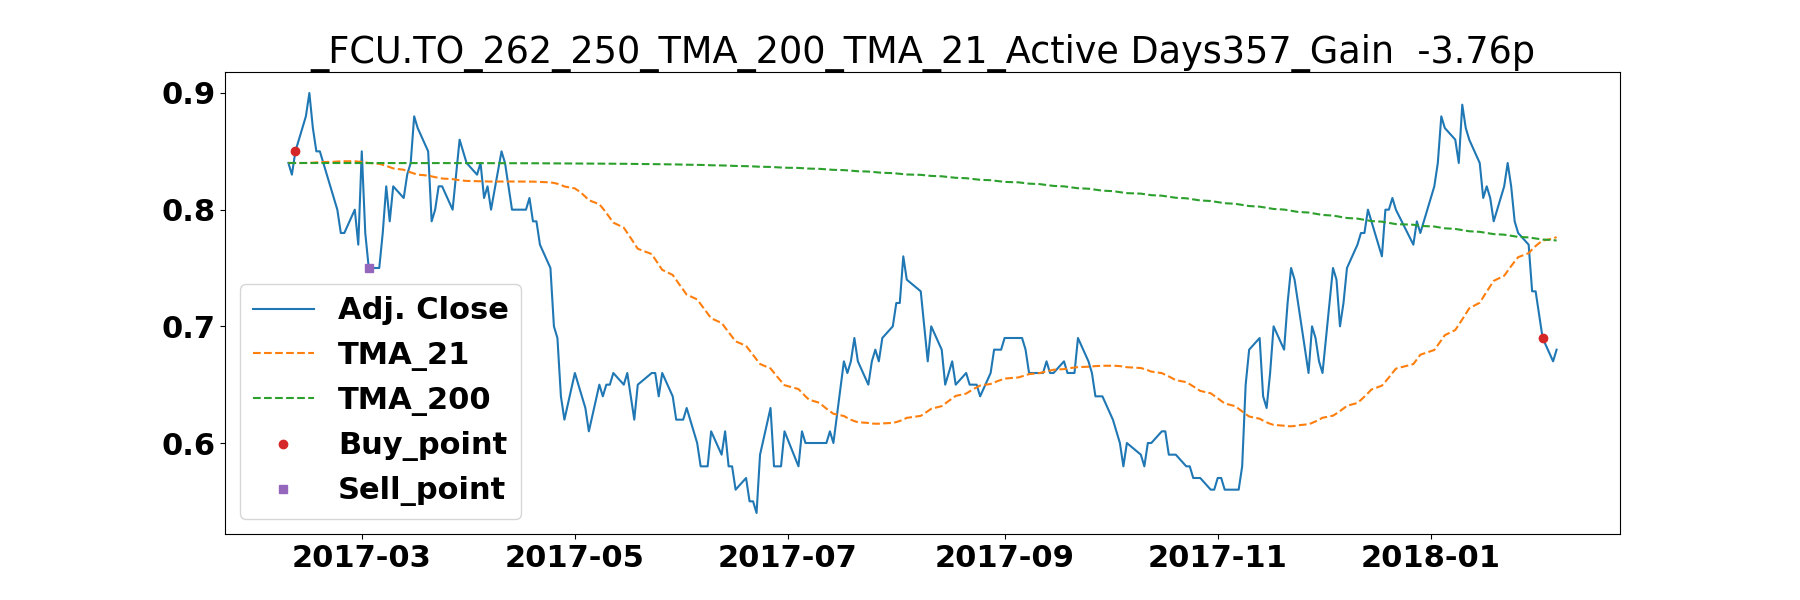 _FCU.TO_262_250_TMA_200_TMA_21_Active Days357_Gain  -3.76p
0.9
0.8
0.7
0.6
Adj. Close
TMA_21
TMA_200
Buy_point
Sell_point
2017-03 2017-05 2017-07 2017-09 2017-11 2018-01